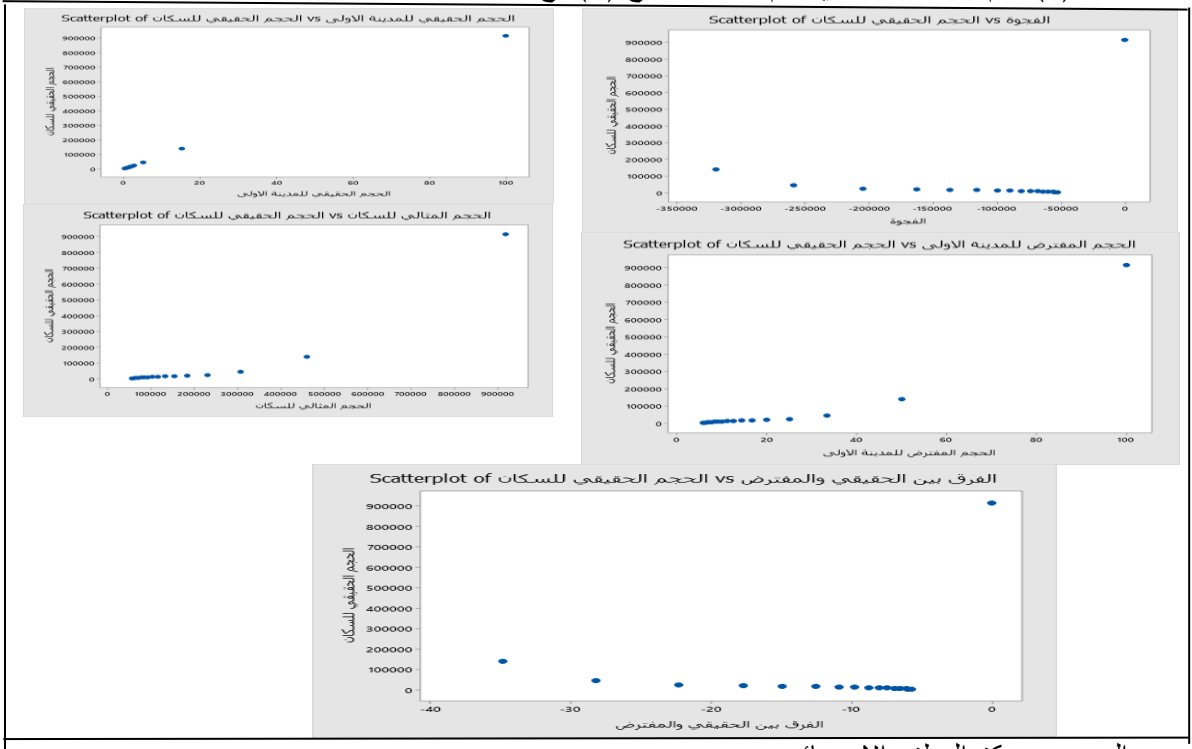 Scatterplot of الحجم الحقيقي للسكان vs الحجم الحقيقي للمدينة الاولى
900000
800000
700000
600000
500000
400000
300000
200000
100000
0
الحجم الحقيقي للسكان
0 20 40 60 80 100
الحجم الحقيقي للمدينة الاولى
Scatterplot of الحجم الحقيقي للسكان vs الفجوة
900000
800000
700000
600000
500000
400000
300000
200000
100000
0
الحجم الحقيقي للسكان
-350000 -300000 -250000 -200000 -150000 -100000 -50000 0
الفجوة
Scatterplot of الحجم الحقيقي للسكان vs الحجم المثالي للسكان
900000
800000
700000
600000
500000
400000
300000
200000
100000
0
الحجم الحقيقي للسكان
0 100000 200000 300000 400000 500000 600000 700000 800000 900000
الحجم المثالي للسكان
Scatterplot of الحجم الحقيقي للسكان vs الحجم المفترض للمدينة الاولى
900000
800000
700000
600000
500000
400000
300000
200000
100000
0
الحجم الحقيقي للسكان
0 20 40 60 80 100
الحجم المفترض للمدينة الاولى
Scatterplot of الحجم الحقيقي للسكان vs الفرق بين الحقيقي والمفترض
900000
800000
700000
600000
500000
400000
300000
200000
100000
0
الحجم الحقيقي للسكان
-40 -30 -20 -10 0
الفرق بين الحقيقي والمفترض